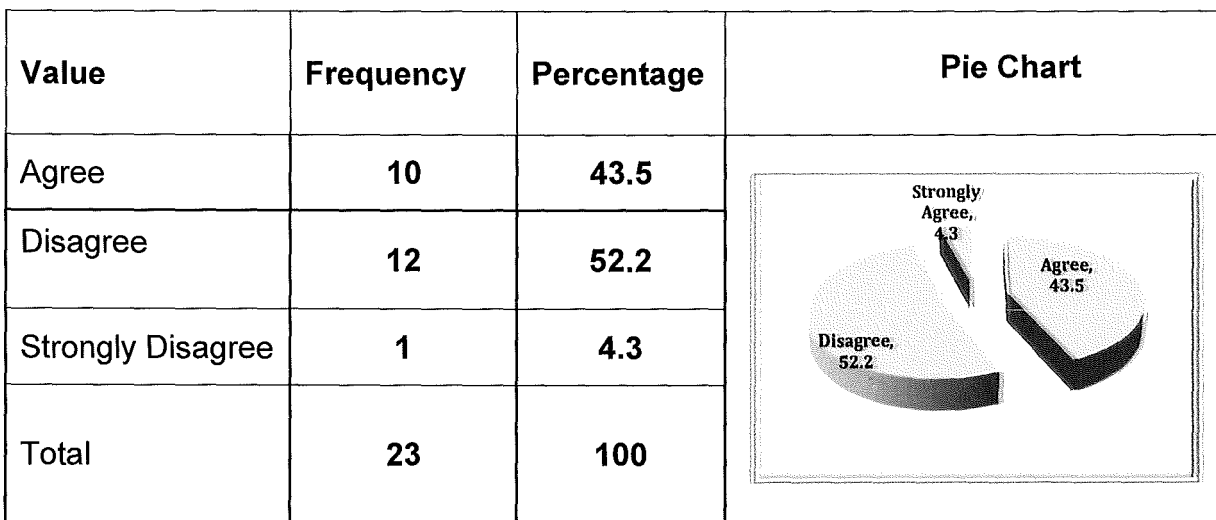 Value Frequency Percentage Pie Chart
Agree 10 43.5
Disagree 12 52.2
Strongly Disagree 1 4.3
Total 23 100
Strongly
Agree,
4.3
Agree,
43.5
Disagree,
52.2